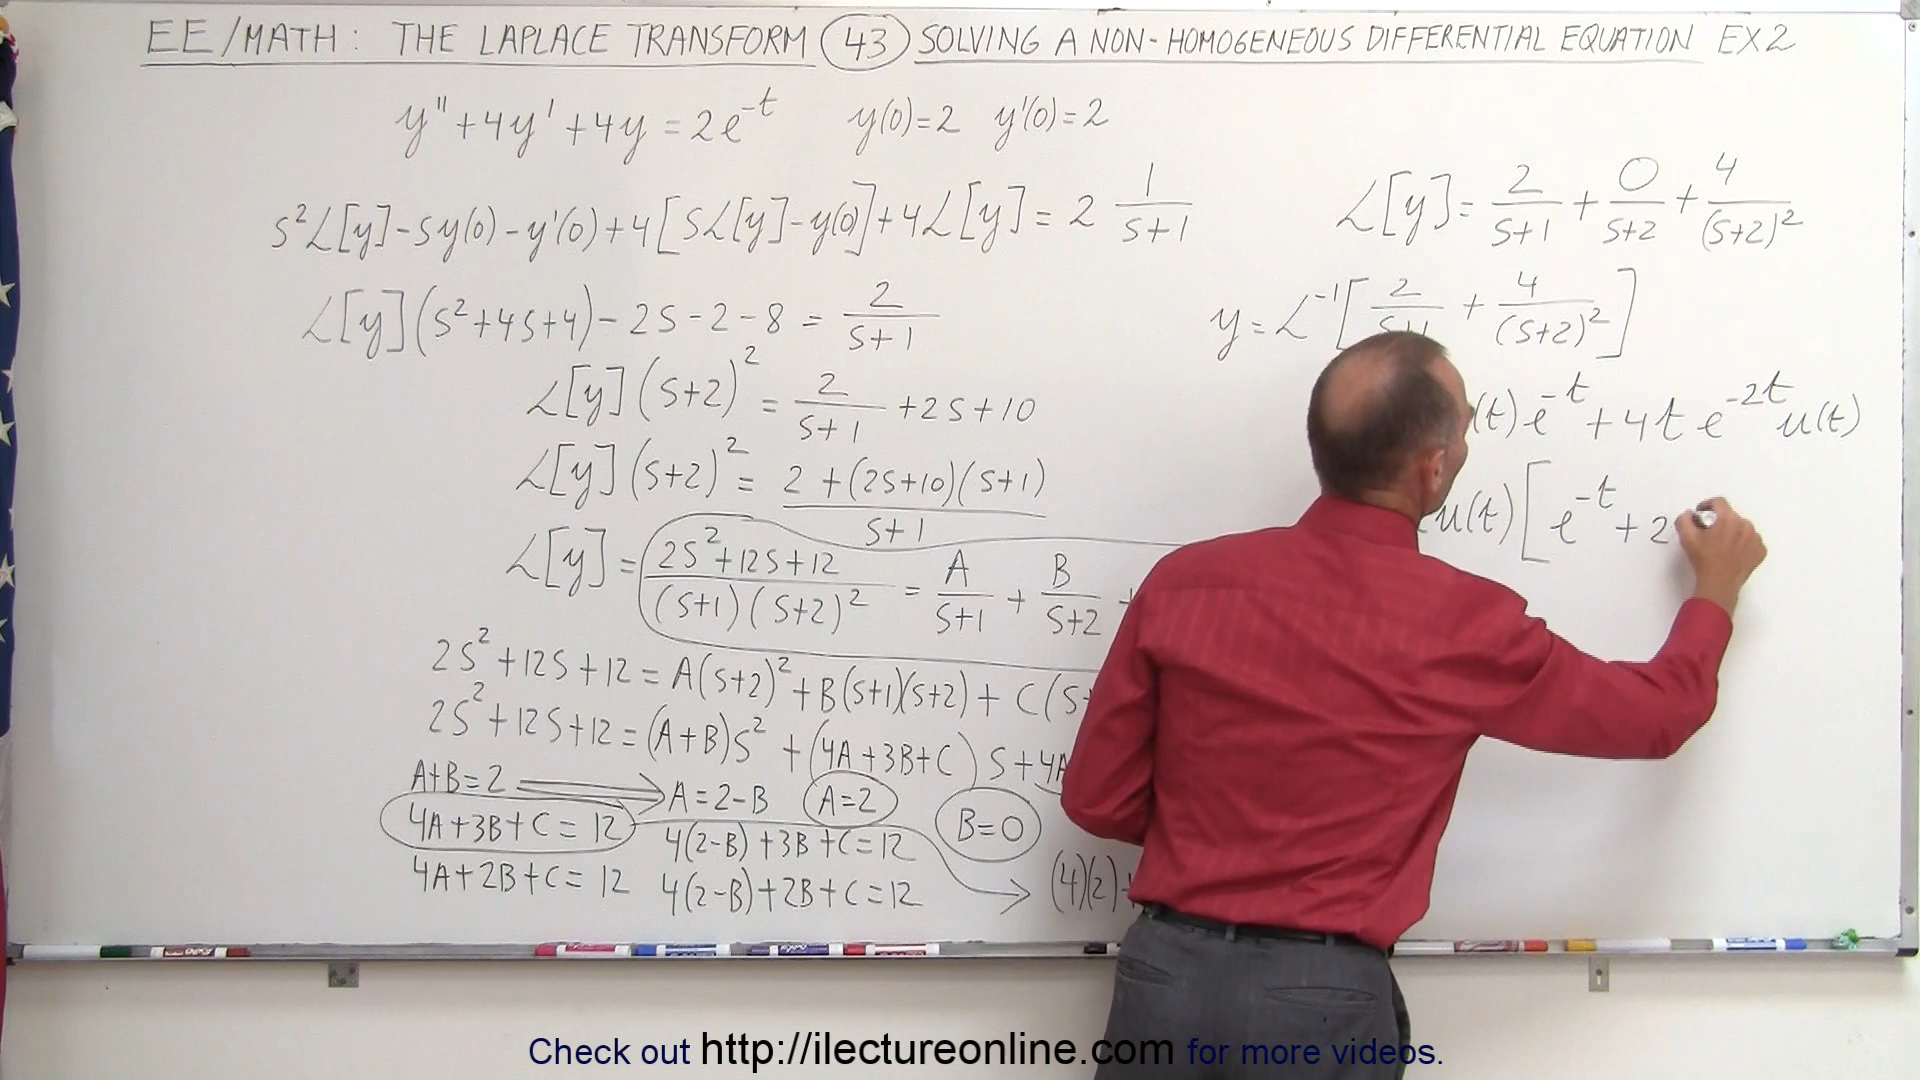 EE/MATH: THE LAPLACE TRANSFORM (43) SOLVING A NON-HOMOGENEOUS DIFFERENTIAL EQUATION EX 2
y'' + 4y' + 4y = 2e^{-t} y(0)=2 y'(0)=2
s²ℒ[y] - sy(0) - y'(0) + 4[sℒ[y] - y(0)] + 4ℒ[y] = 2 1/(s+1)
ℒ[y](s²+4s+4) - 2s - 2 - 8 = 2/(s+1)
ℒ[y](s+2)² = 2/(s+1) + 2s + 10
ℒ[y](s+2)² = (2 + (2s+10)(s+1))/(s+1)
ℒ[y] = (2s²+12s+12)/((s+1)(s+2)²) = A/(s+1) + B/(s+2) +
2s²+12s+12 = A(s+2)² + B(s+1)(s+2) + C(s
2s²+12s+12 = (A+B)s² + (4A+3B+C)s + 4A
A+B=2 ⟹ A=2-B A=2
4A+3B+C=12 4(2-B)+3B+C=12 B=0
4A+2B+C=12 4(2-B)+2B+C=12 → (4)(2)
ℒ[y] = 2/(s+1) + 0/(s+2) + 4/(s+2)²
y = ℒ^{-1}[2/(s+1) + 4/(s+2)²]
(t)e^{-t} + 4te^{-2t}u(t)
u(t)[e^{-t} + 2
Check out http://ilectureonline.com for more videos.